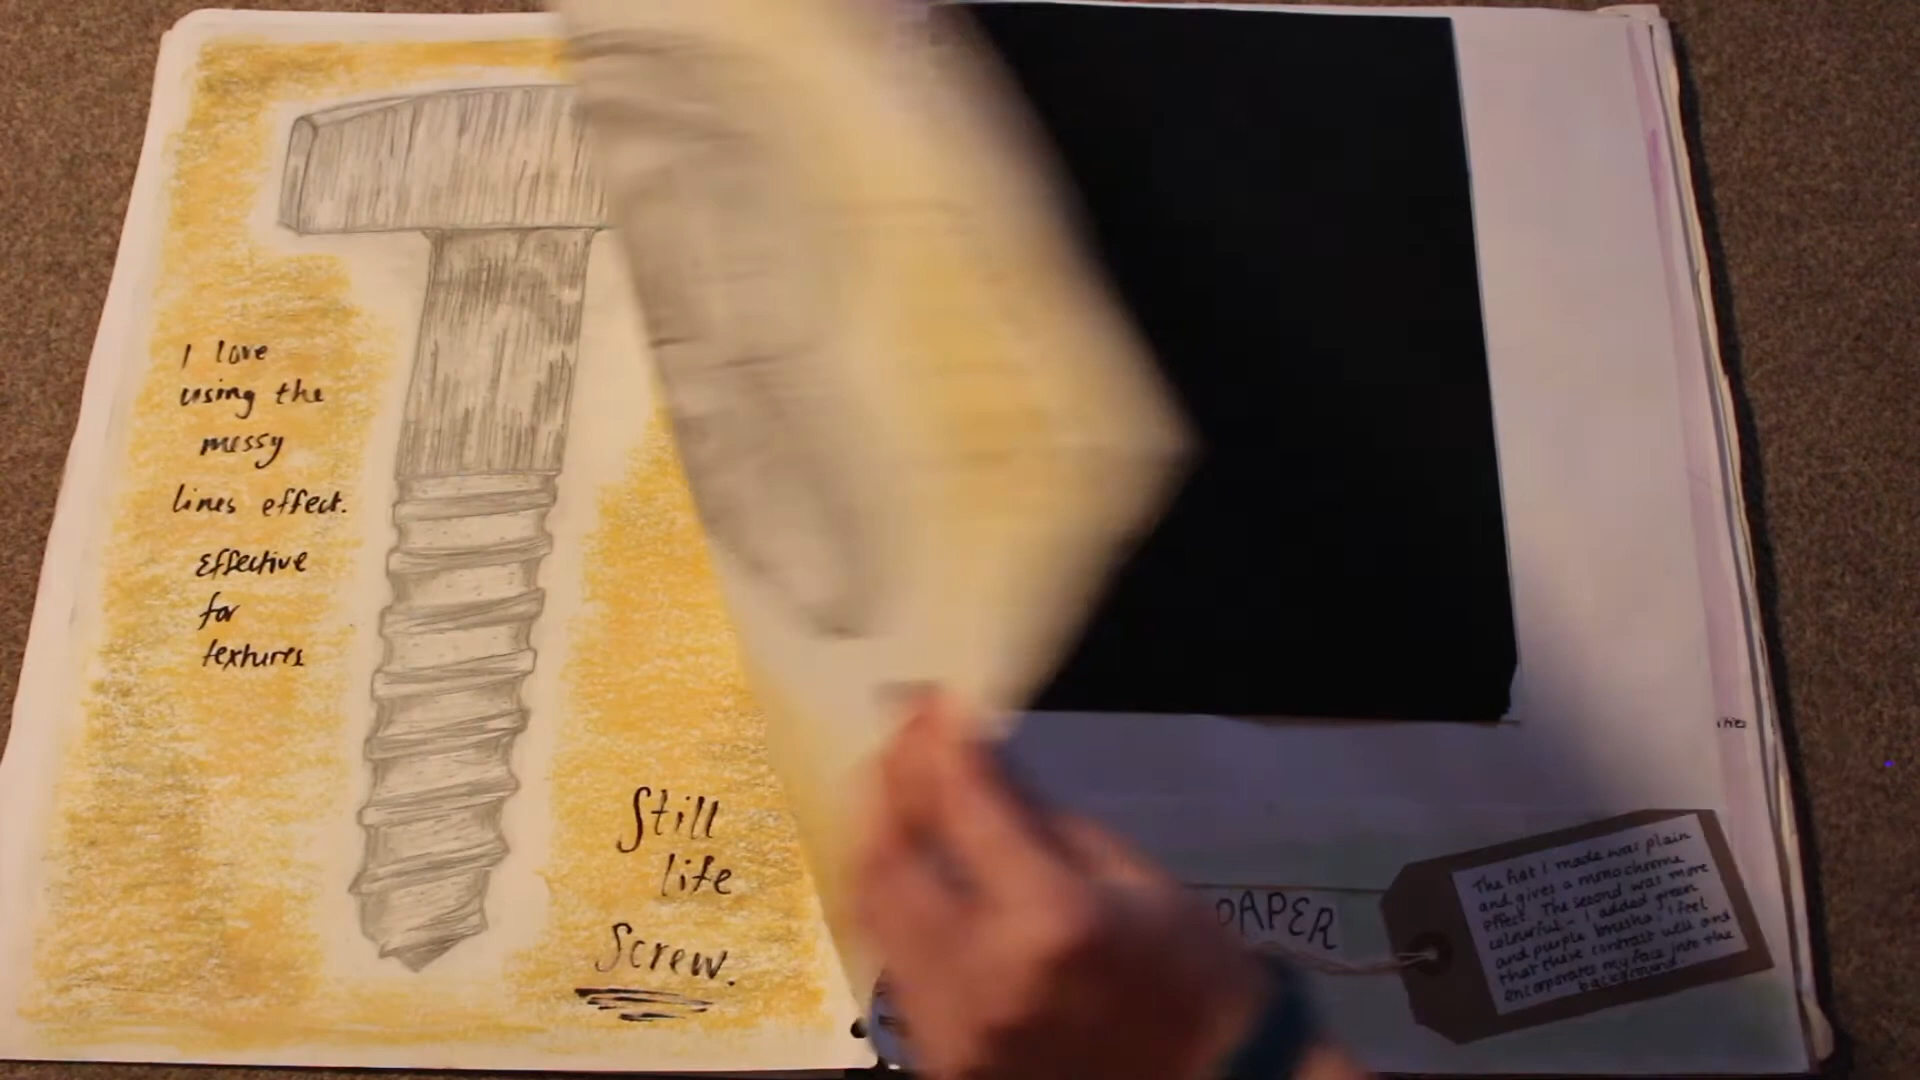 I love
using the
messy
lines effect.
Effective
for
textures
Still
life
Screw.
PAPER
The first I made was plain
and gives a monochrome
effect. The second was more
colourful - I added green
and purple brusho. I feel
that these contrast well and
encorporates my face into the
background.